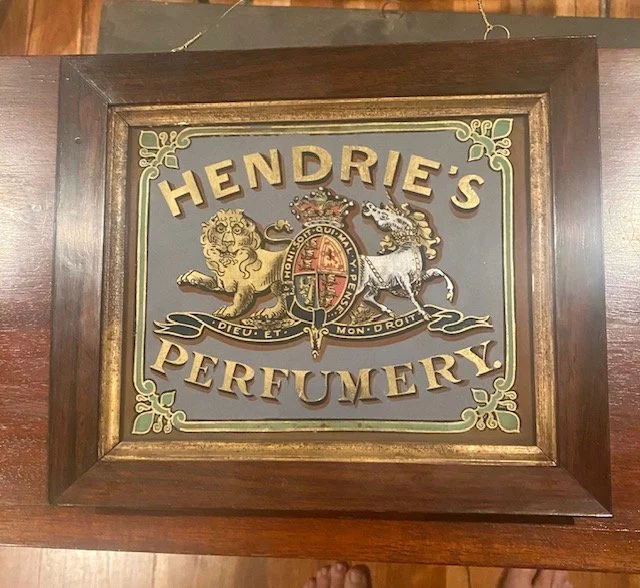 HENDRIE'S
HONI·SOIT·QUI·MAL·Y·PENSE
·DIEU·ET· MON·DROIT·
PERFUMERY.